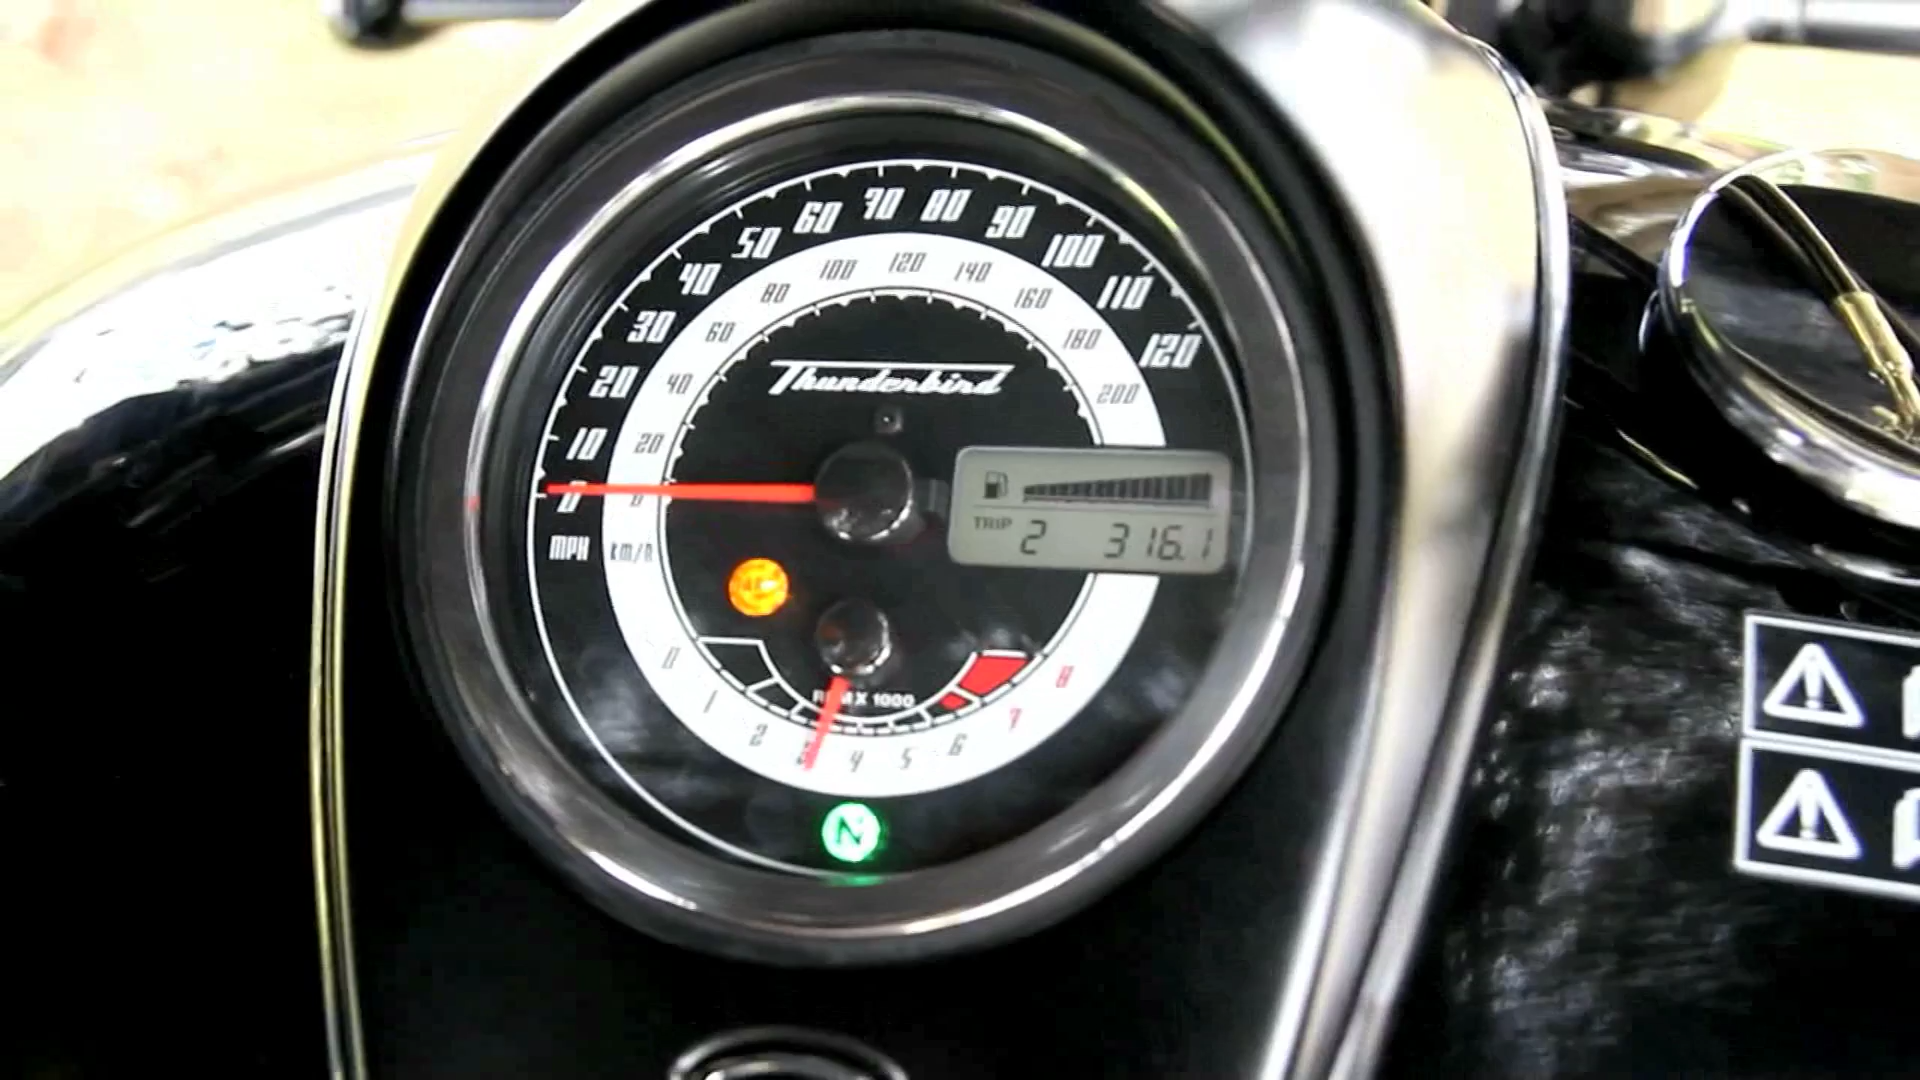 0 10 20 30 40 50 60 70 80 90 100 110 120
MPH
0 20 40 60 80 100 120 140 160 180 200
km/h
Thunderbird
TRIP 2 316.1
RPM X 1000
0 1 2 3 4 5 6 7 8
N